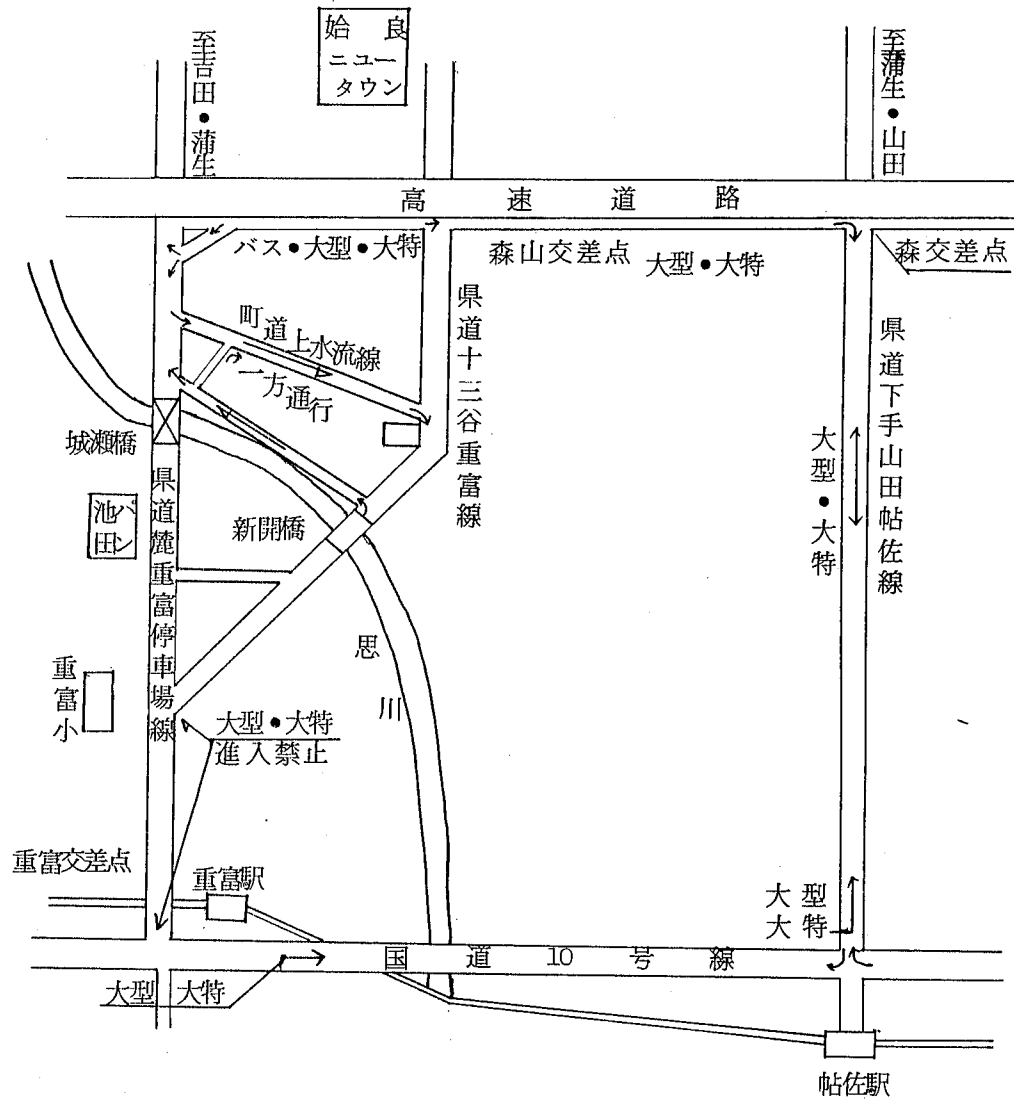 至吉田・蒲生
姶良
ニュー
タウン
至蒲生・山田
高速道路
バス・大型・大特
森山交差点
大型・大特
森交差点
町道上水流線
一方通行
県道十三谷重富線
県道下手山田帖佐線
大型・大特
城瀬橋
池田パン
県道麓重富停車場線
新開橋
思川
重富小
大型・大特
進入禁止
重富交差点
重富駅
大型
大特
国道10号線
大型 大特
帖佐駅